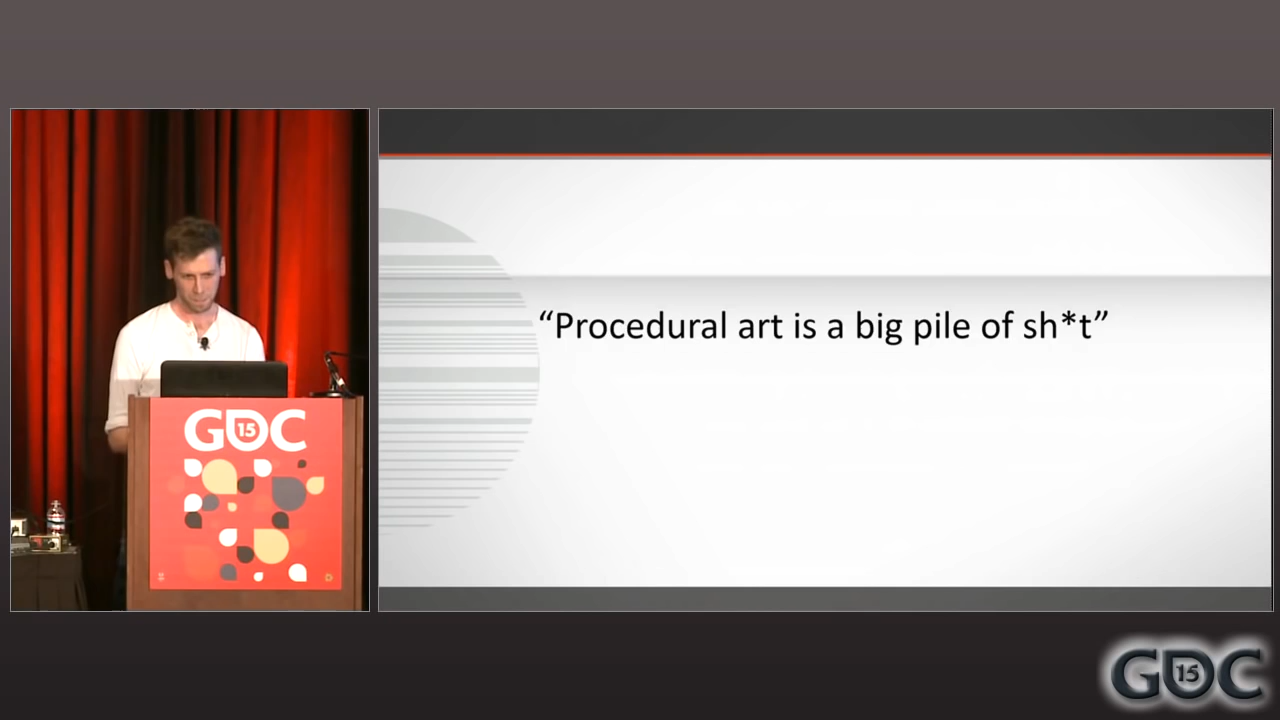 “Procedural art is a big pile of sh*t”
GDC 15
GDC 15